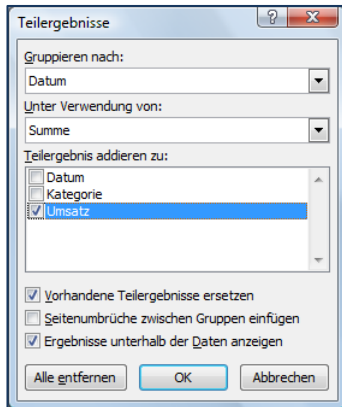 Teilergebnisse
Gruppieren nach:
Datum
Unter Verwendung von:
Summe
Teilergebnis addieren zu:
Datum
Kategorie
Umsatz
Vorhandene Teilergebnisse ersetzen
Seitenumbrüche zwischen Gruppen einfügen
Ergebnisse unterhalb der Daten anzeigen
Alle entfernen OK Abbrechen